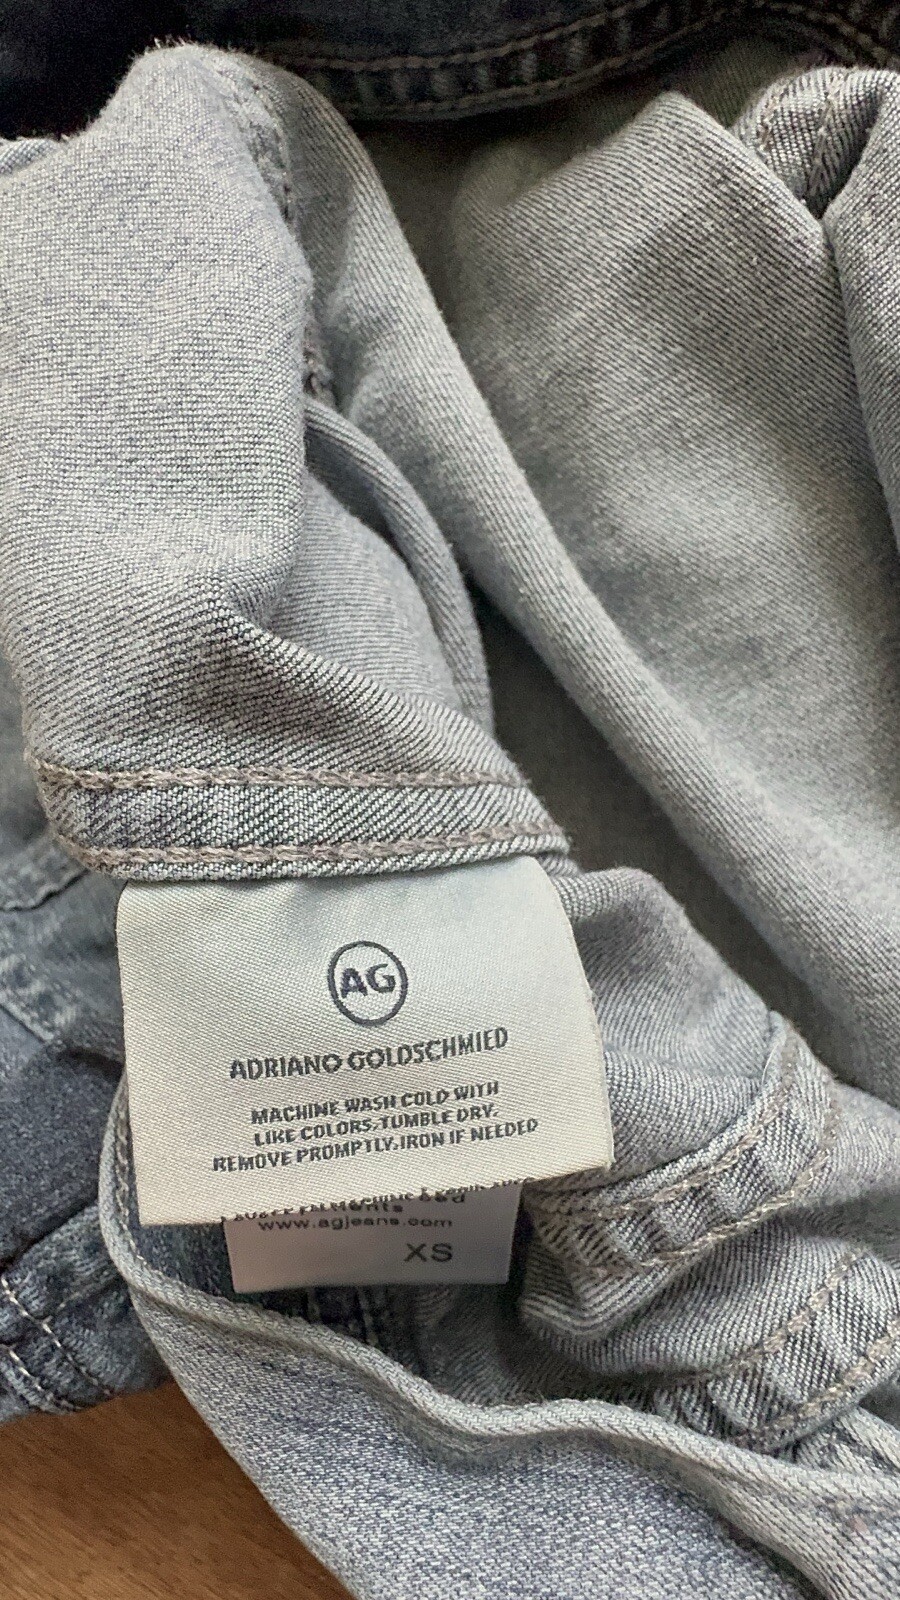 AG
ADRIANO GOLDSCHMIED
MACHINE WASH COLD WITH
LIKE COLORS.TUMBLE DRY.
REMOVE PROMPTLY.IRON IF NEEDED
www.agjeans.com
XS